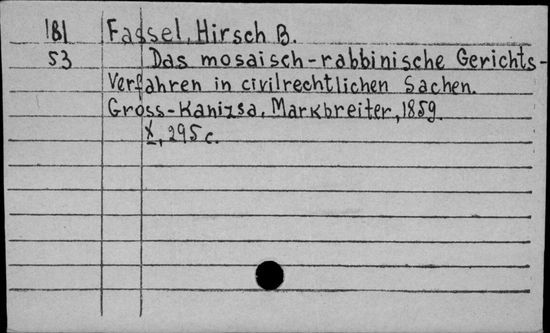 181 Fassel, Hirsch B.
53 Das mosaisch-rabbinische Gerichts-
Verfahren in civilrechtlichen Sachen.
Gross-Kanizsa, Markbreiter, 1859.
X, 295 c.